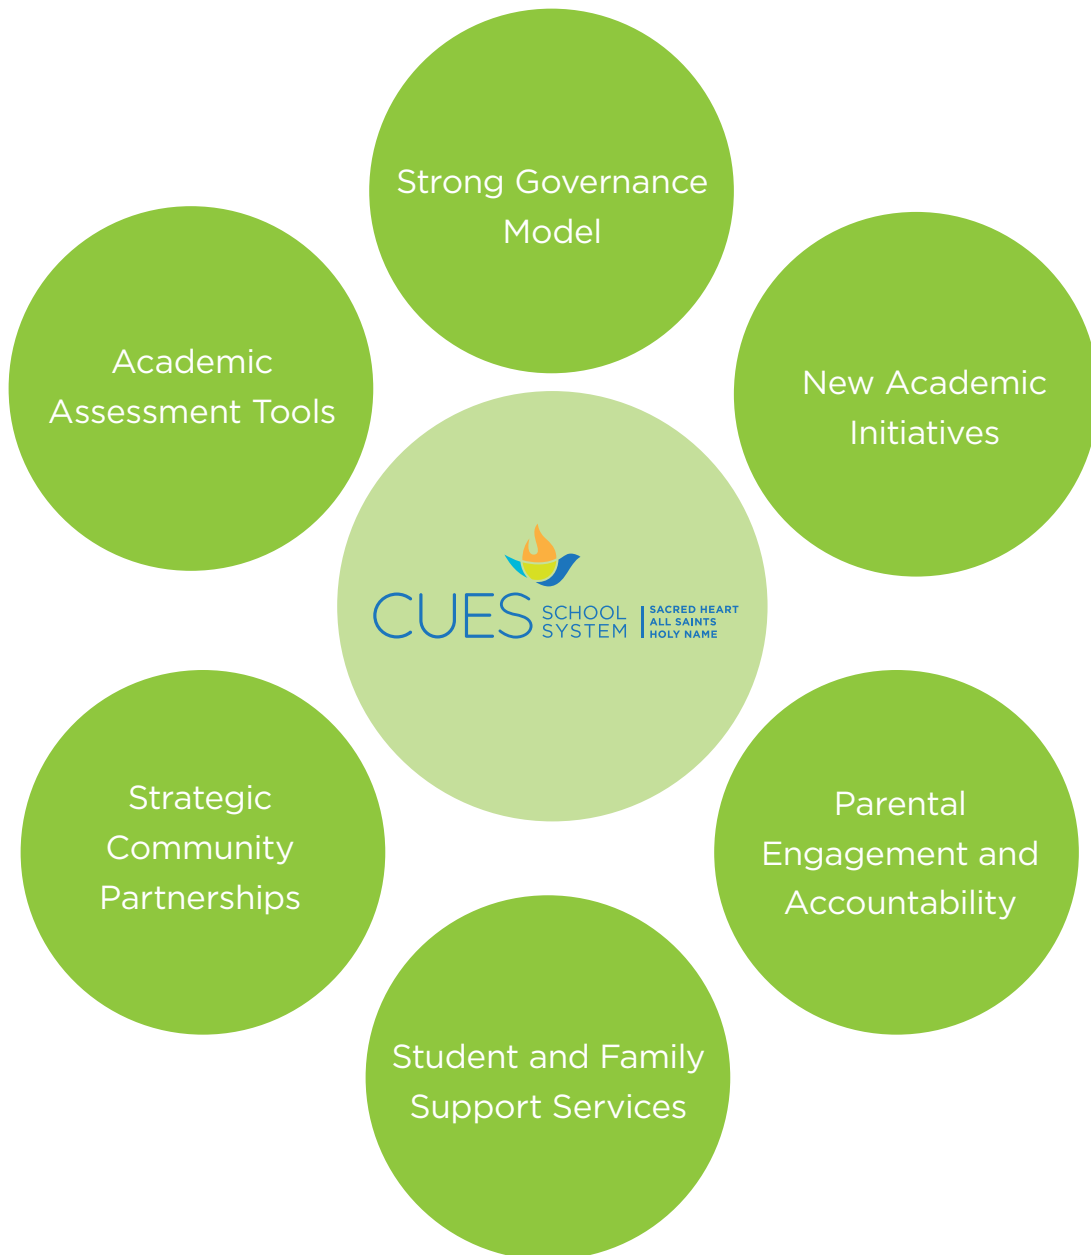 Strong Governance
Model
Academic
Assessment Tools
New Academic
Initiatives
CUES SCHOOL
SYSTEM
SACRED HEART
ALL SAINTS
HOLY NAME
Strategic
Community
Partnerships
Parental
Engagement and
Accountability
Student and Family
Support Services